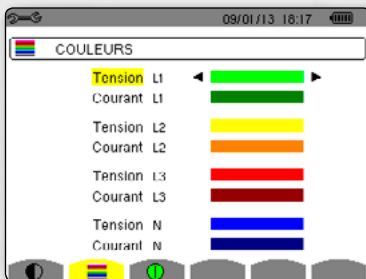 09/01/13 18:17
COULEURS
Tension L1
Courant L1
Tension L2
Courant L2
Tension L3
Courant L3
Tension N
Courant N